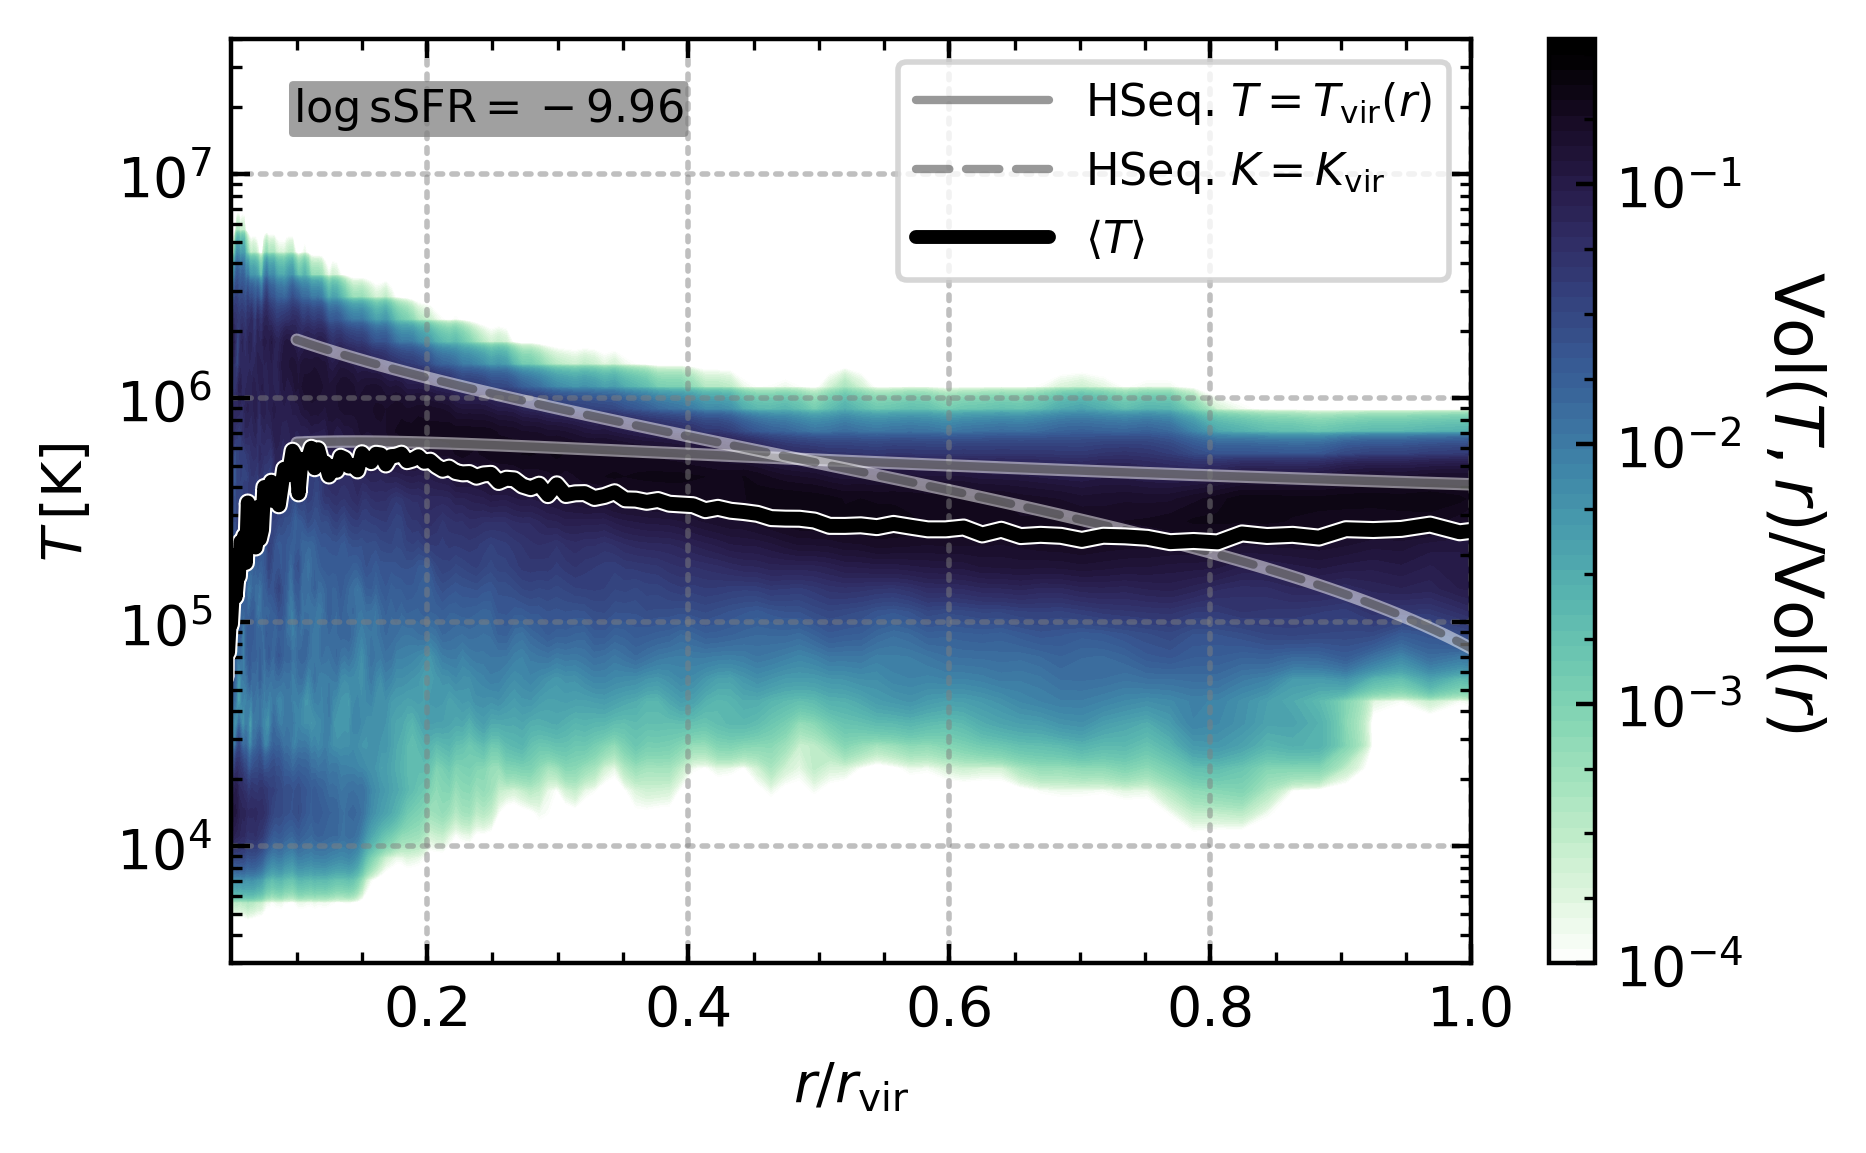 log sSFR = −9.96
HSeq. T = T_vir(r)
HSeq. K = K_vir
⟨T⟩
T [K]
10^7
10^6
10^5
10^4
0.2 0.4 0.6 0.8 1.0
r/r_vir
10^−1
10^−2
10^−3
10^−4
Vol(T, r)/Vol(r)